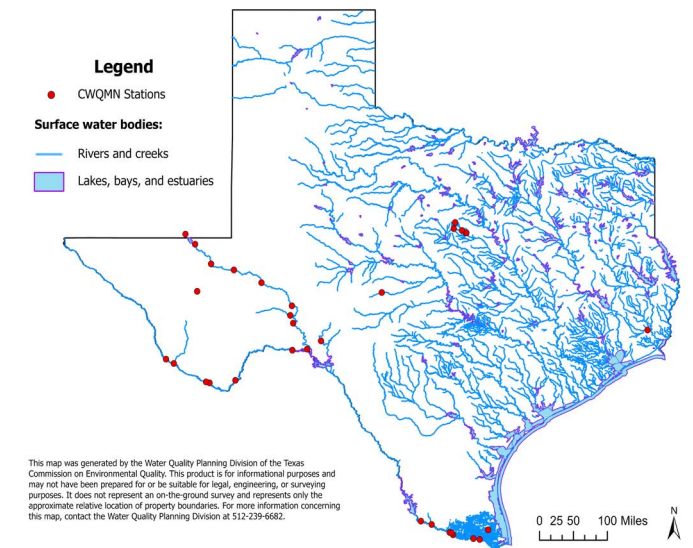 Legend
CWQMN Stations
Surface water bodies:
Rivers and creeks
Lakes, bays, and estuaries
This map was generated by the Water Quality Planning Division of the Texas
Commission on Environmental Quality. This product is for informational purposes and
may not have been prepared for or be suitable for legal, engineering, or surveying
purposes. It does not represent an on-the-ground survey and represents only the
approximate relative location of property boundaries. For more information concerning
this map, contact the Water Quality Planning Division at 512-239-6682.
N
0 25 50 100 Miles